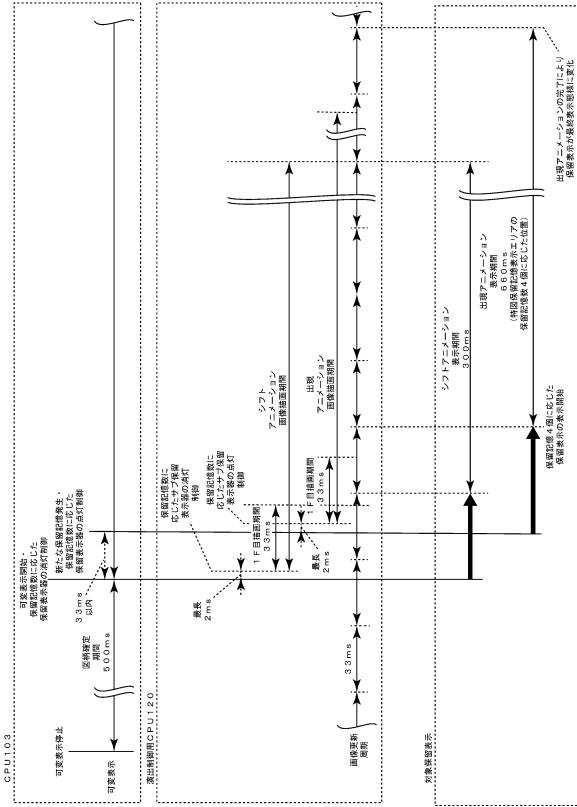 CPU103
可変表示停止
可変表示
図柄確定
期間
500ms
可変表示開始・
保留記憶数に応じた
保留表示器の消灯制御
33ms
以内
新たな保留記憶発生・
保留記憶数に応じた
保留表示器の点灯制御
演出制御用CPU120
最長
2ms
保留記憶数に
応じたサブ保留
表示器の消灯
制御
保留記憶数に
応じたサブ保留
表示器の点灯
制御
1F目描画期間
33ms
最長
2ms
1F目描画期間
33ms
シフト
アニメーション
画像描画期間
出現
アニメーション
画像描画期間
画像更新
周期
33ms
対象保留表示
シフトアニメーション
表示期間
300ms
保留記憶4個に応じた
保留表示の表示開始
出現アニメーション
表示期間
660ms
(特図保留記憶表示エリアの
保留記憶数4個に応じた位置)
出現アニメーションの完了により
保留表示が最終表示態様に変化